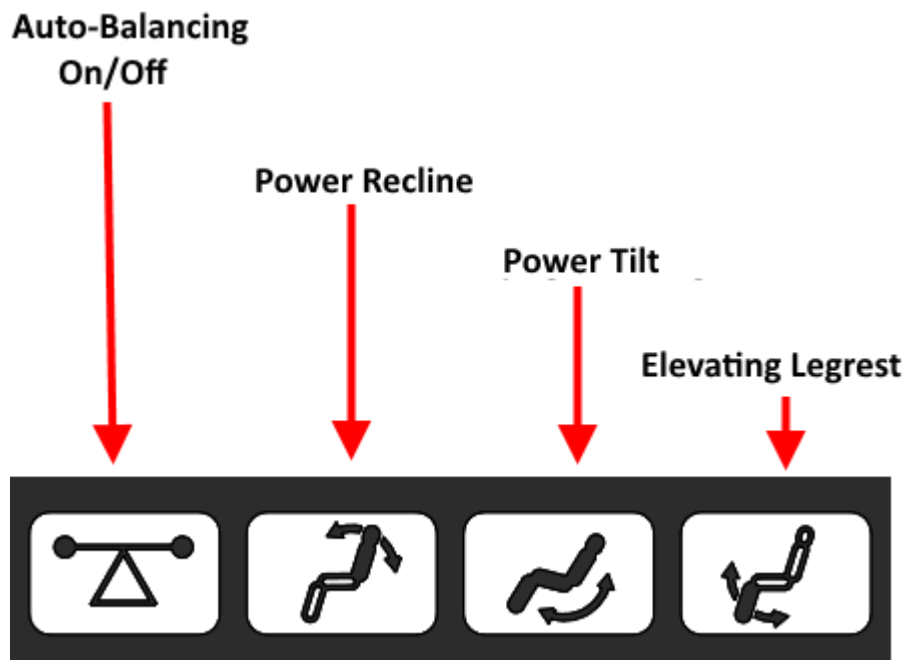 Auto-Balancing
On/Off
Power Recline
Power Tilt
Elevating Legrest